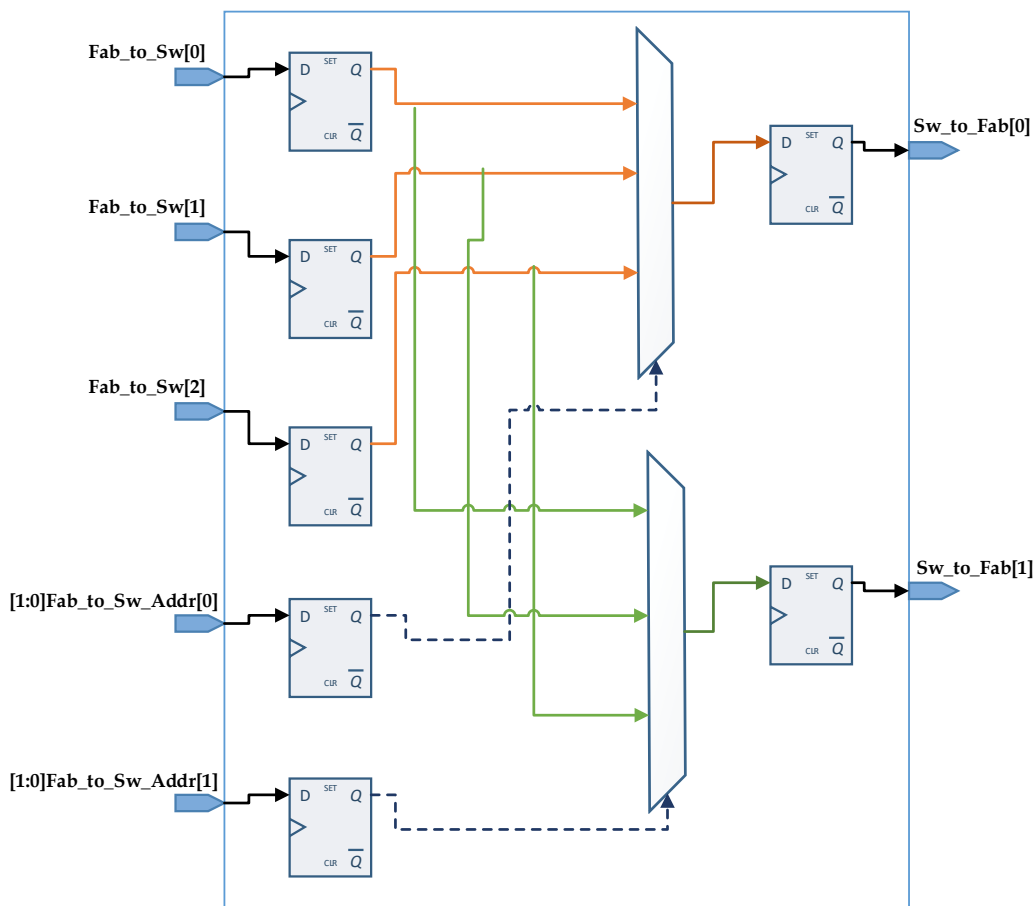 Fab_to_Sw[0]
D SET Q
CLR Q
Sw_to_Fab[0]
D SET Q
CLR Q
Fab_to_Sw[1]
D SET Q
CLR Q
Fab_to_Sw[2]
D SET Q
CLR Q
Sw_to_Fab[1]
D SET Q
CLR Q
[1:0]Fab_to_Sw_Addr[0]
D SET Q
CLR Q
[1:0]Fab_to_Sw_Addr[1]
D SET Q
CLR Q